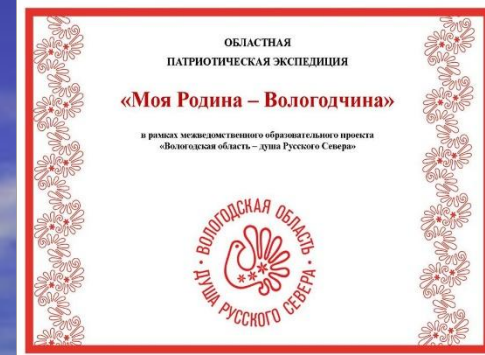 ОБЛАСТНАЯ
ПАТРИОТИЧЕСКАЯ ЭКСПЕДИЦИЯ
«Моя Родина – Вологодчина»
в рамках межведомственного образовательного проекта
«Вологодская область – душа Русского Севера»
ВОЛОГОДСКАЯ ОБЛАСТЬ •
ДУША РУССКОГО СЕВЕРА •